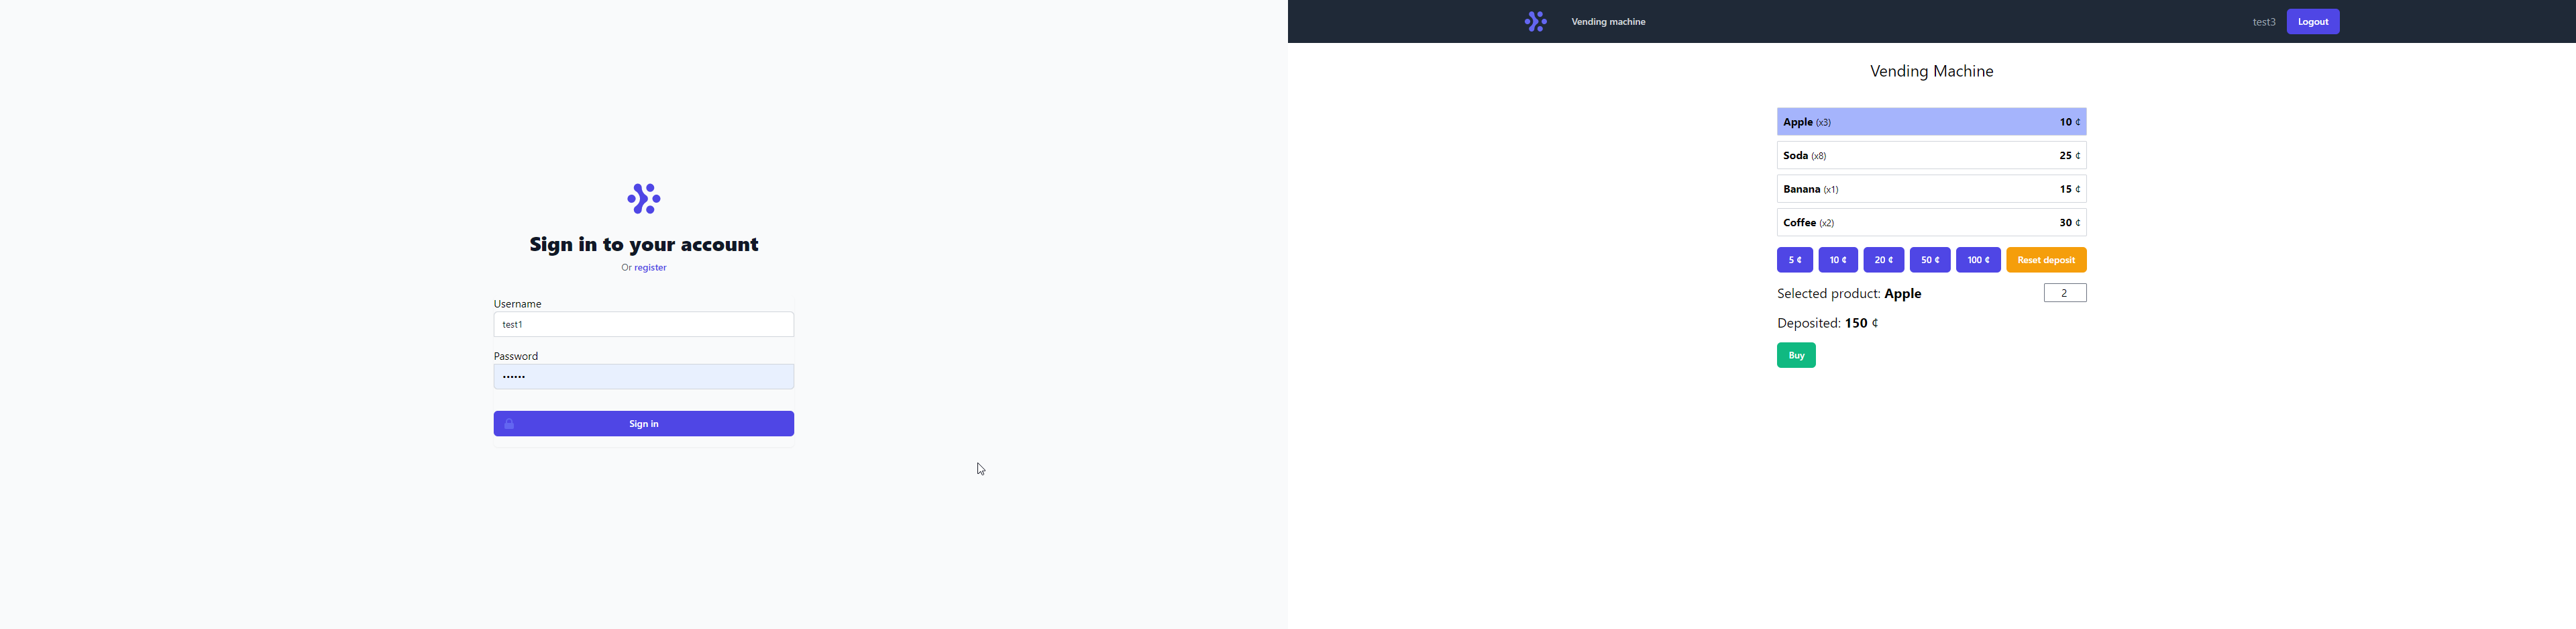 Sign in to your account
Or register
Username
test1
Password
••••••
Sign in
Vending machine
test3
Logout
Vending Machine
Apple (x3) 10 ¢
Soda (x8) 25 ¢
Banana (x1) 15 ¢
Coffee (x2) 30 ¢
5 ¢ 10 ¢ 20 ¢ 50 ¢ 100 ¢ Reset deposit
Selected product: Apple 2
Deposited: 150 ¢
Buy